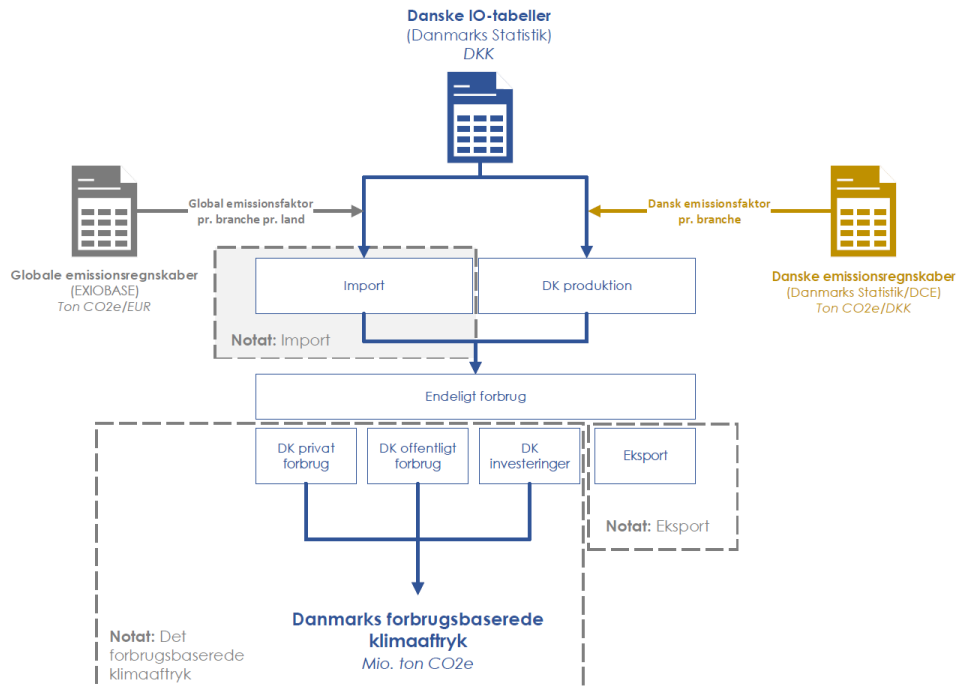 Danske IO-tabeller
(Danmarks Statistik)
DKK
Global emissionsfaktor
pr. branche pr. land
Dansk emissionsfaktor
pr. branche
Globale emissionsregnskaber
(EXIOBASE)
Ton CO2e/EUR
Danske emissionsregnskaber
(Danmarks Statistik/DCE)
Ton CO2e/DKK
Import
DK produktion
Notat: Import
Endeligt forbrug
DK privat
forbrug
DK offentligt
forbrug
DK
investeringer
Eksport
Notat: Eksport
Danmarks forbrugsbaserede
klimaaftryk
Mio. ton CO2e
Notat: Det
forbrugsbaserede
klimaaftryk